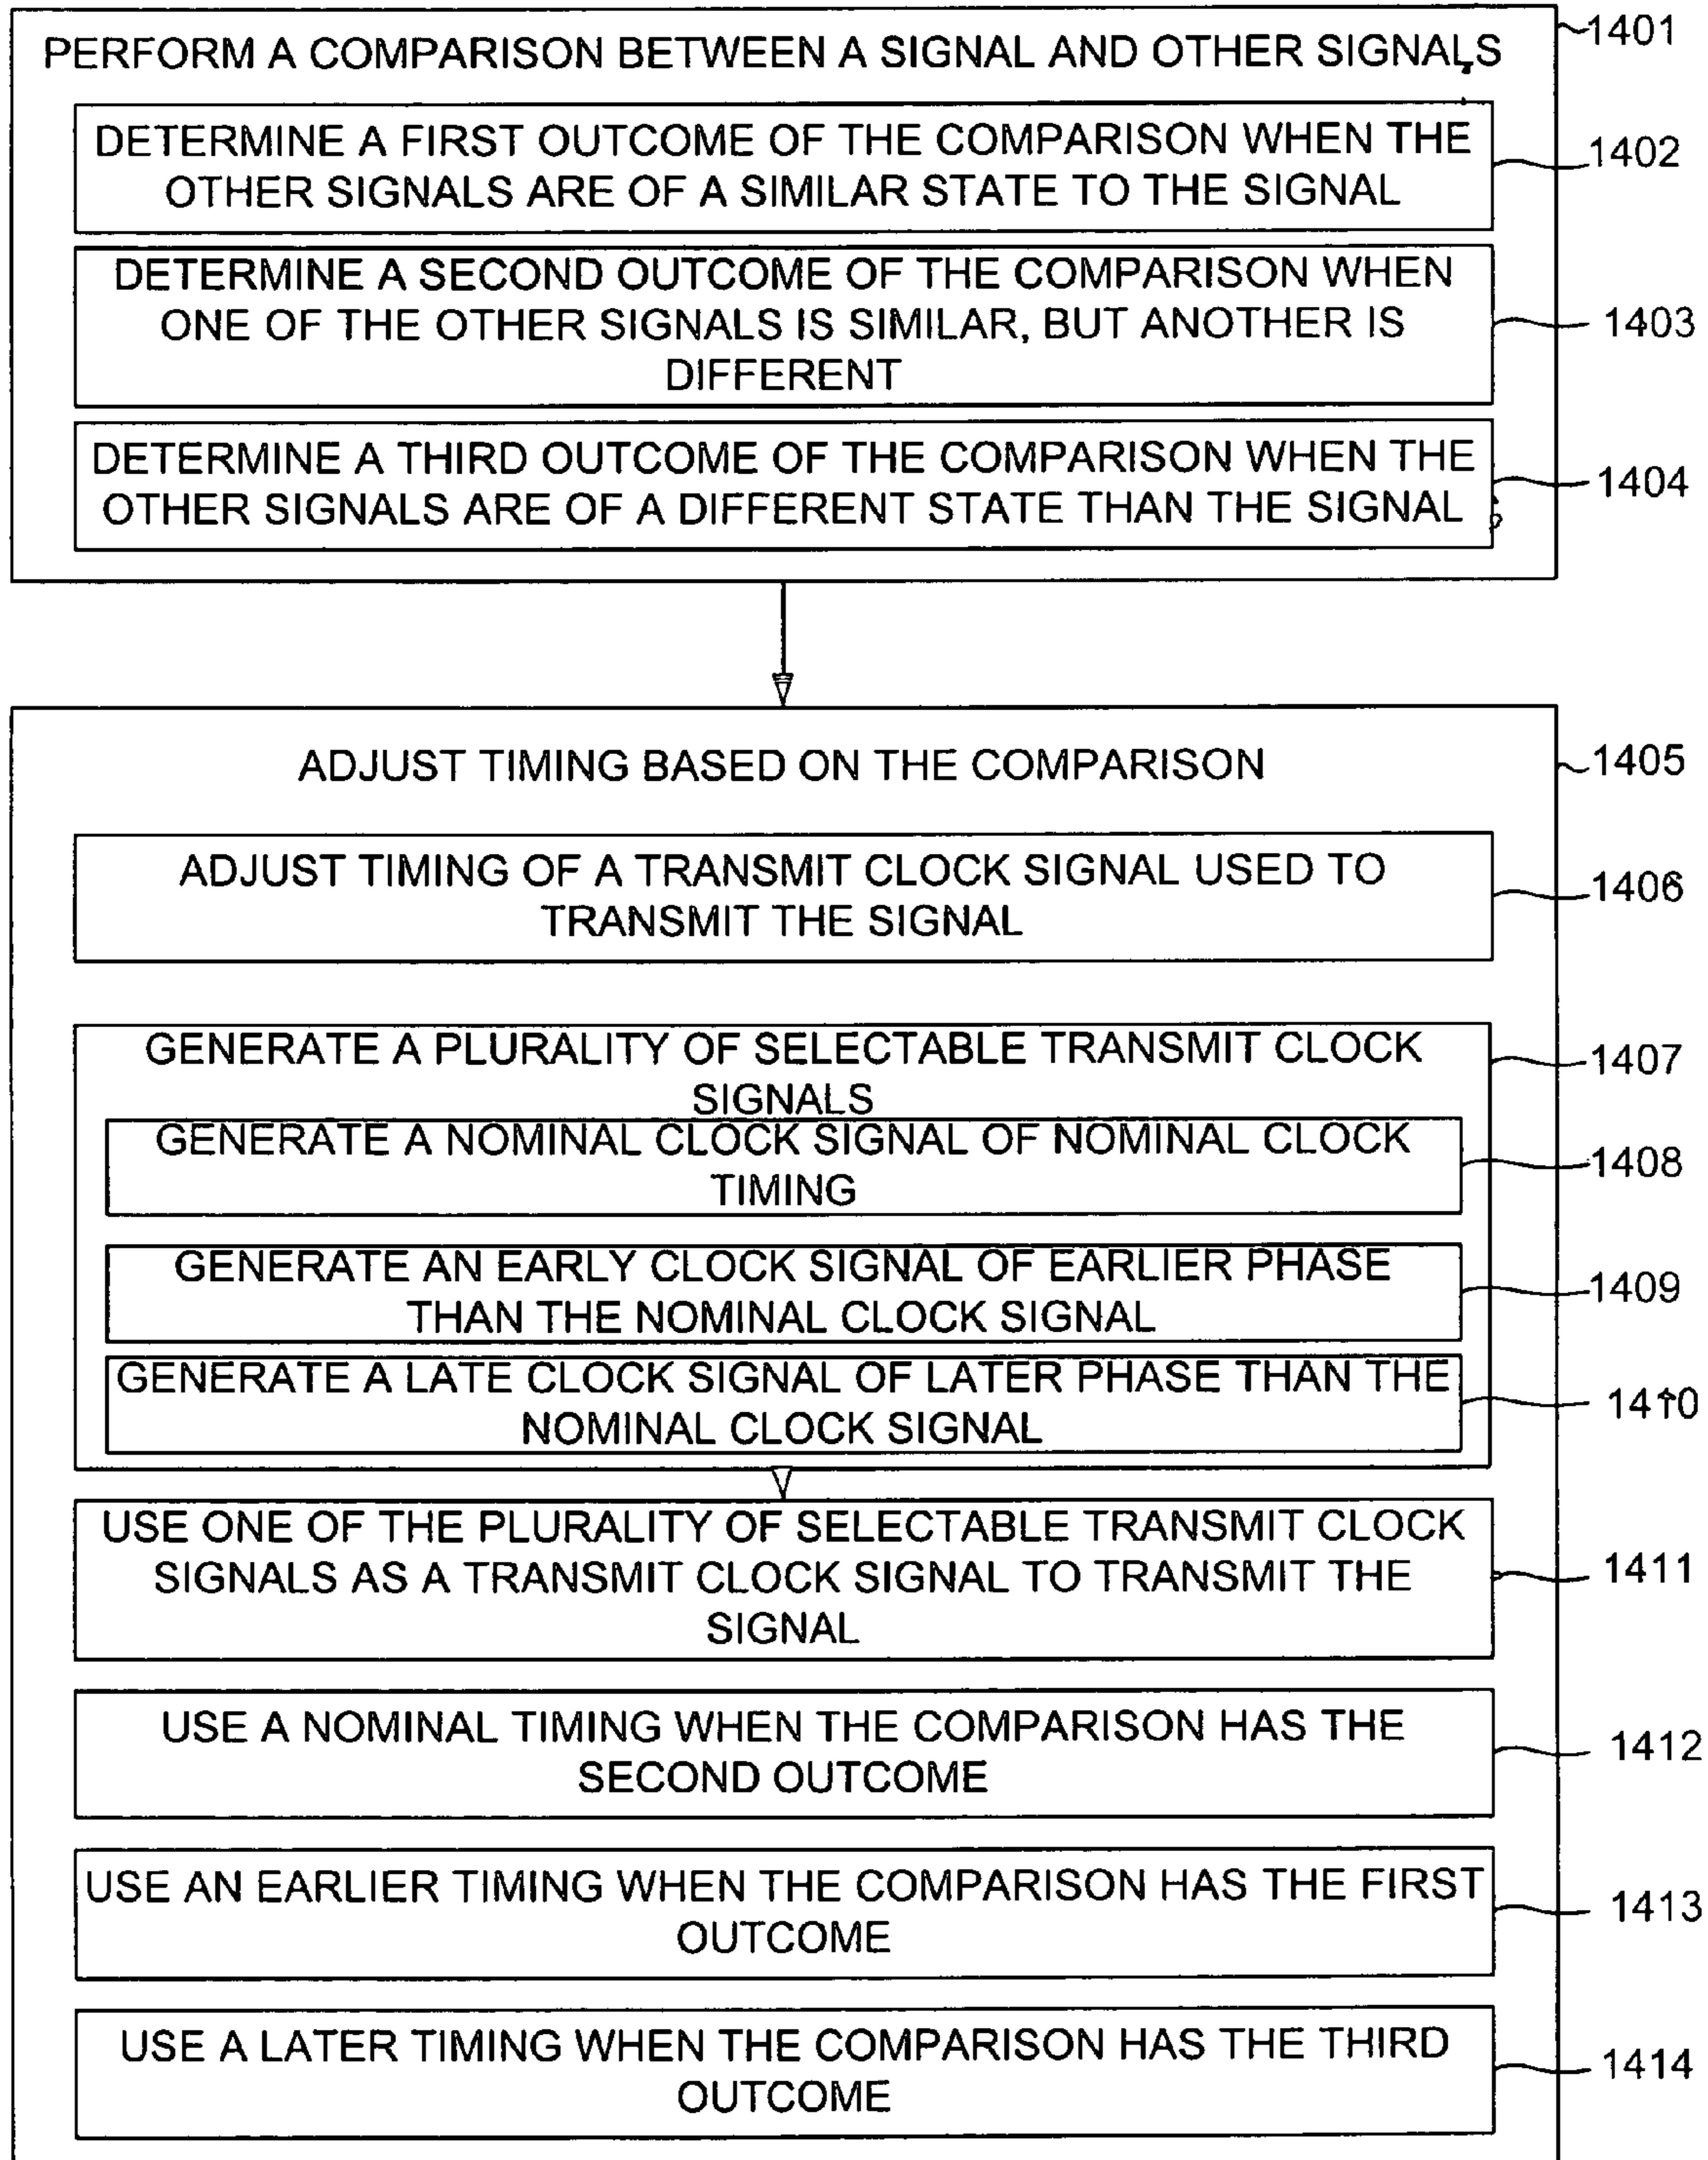 PERFORM A COMPARISON BETWEEN A SIGNAL AND OTHER SIGNALS
1401
DETERMINE A FIRST OUTCOME OF THE COMPARISON WHEN THE
OTHER SIGNALS ARE OF A SIMILAR STATE TO THE SIGNAL
1402
DETERMINE A SECOND OUTCOME OF THE COMPARISON WHEN
ONE OF THE OTHER SIGNALS IS SIMILAR, BUT ANOTHER IS
DIFFERENT
1403
DETERMINE A THIRD OUTCOME OF THE COMPARISON WHEN THE
OTHER SIGNALS ARE OF A DIFFERENT STATE THAN THE SIGNAL
1404
ADJUST TIMING BASED ON THE COMPARISON
1405
ADJUST TIMING OF A TRANSMIT CLOCK SIGNAL USED TO
TRANSMIT THE SIGNAL
1406
GENERATE A PLURALITY OF SELECTABLE TRANSMIT CLOCK
SIGNALS
1407
GENERATE A NOMINAL CLOCK SIGNAL OF NOMINAL CLOCK
TIMING
1408
GENERATE AN EARLY CLOCK SIGNAL OF EARLIER PHASE
THAN THE NOMINAL CLOCK SIGNAL
1409
GENERATE A LATE CLOCK SIGNAL OF LATER PHASE THAN THE
NOMINAL CLOCK SIGNAL
1410
USE ONE OF THE PLURALITY OF SELECTABLE TRANSMIT CLOCK
SIGNALS AS A TRANSMIT CLOCK SIGNAL TO TRANSMIT THE
SIGNAL
1411
USE A NOMINAL TIMING WHEN THE COMPARISON HAS THE
SECOND OUTCOME
1412
USE AN EARLIER TIMING WHEN THE COMPARISON HAS THE FIRST
OUTCOME
1413
USE A LATER TIMING WHEN THE COMPARISON HAS THE THIRD
OUTCOME
1414